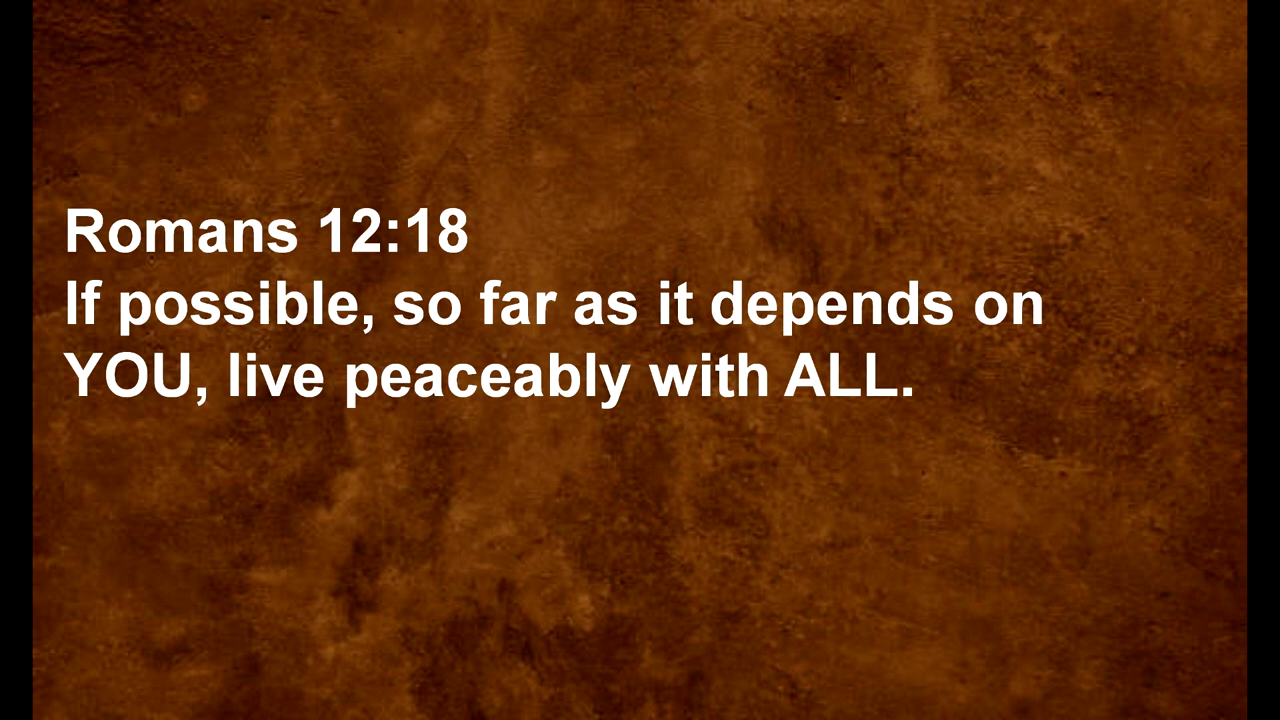 Romans 12:18
If possible, so far as it depends on
YOU, live peaceably with ALL.